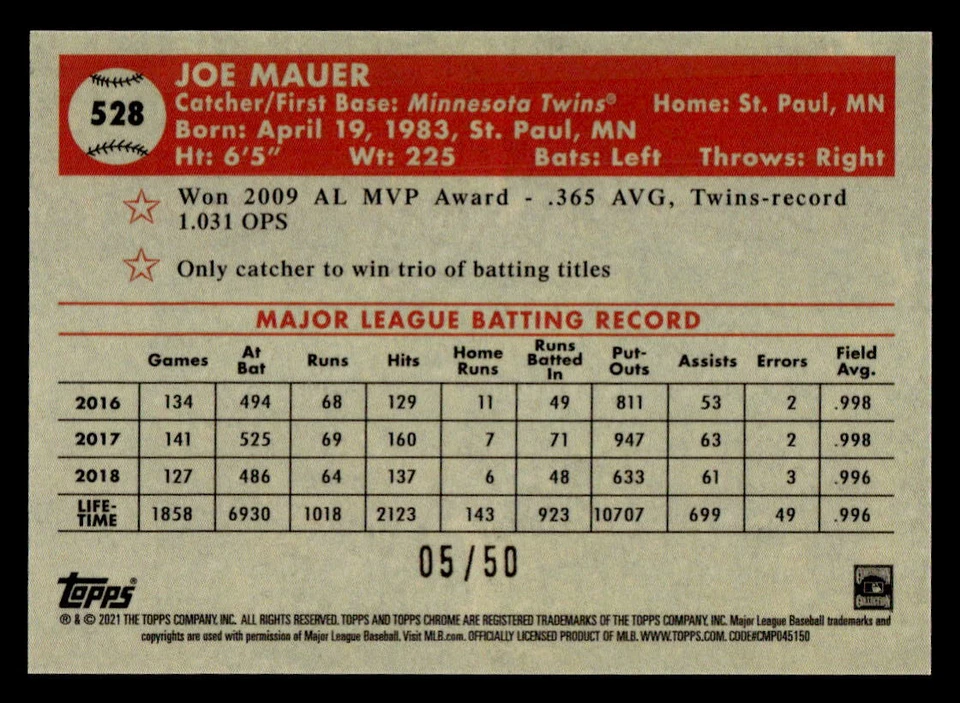 528
JOE MAUER
Catcher/First Base: Minnesota Twins® Home: St. Paul, MN
Born: April 19, 1983, St. Paul, MN
Ht: 6'5" Wt: 225 Bats: Left Throws: Right
Won 2009 AL MVP Award - .365 AVG, Twins-record
1.031 OPS
Only catcher to win trio of batting titles
MAJOR LEAGUE BATTING RECORD
Games At Bat Runs Hits Home Runs Runs Batted In Put-Outs Assists Errors Field Avg.
2016 134 494 68 129 11 49 811 53 2 .998
2017 141 525 69 160 7 71 947 63 2 .998
2018 127 486 64 137 6 48 633 61 3 .996
LIFE-TIME 1858 6930 1018 2123 143 923 10707 699 49 .996
05/50
Topps®
® & © 2021 THE TOPPS COMPANY, INC. ALL RIGHTS RESERVED. TOPPS AND TOPPS CHROME ARE REGISTERED TRADEMARKS OF THE TOPPS COMPANY, INC. Major League Baseball trademarks and
copyrights are used with permission of Major League Baseball. Visit MLB.com. OFFICIALLY LICENSED PRODUCT OF MLB. WWW.TOPPS.COM. CODE#CMP045150